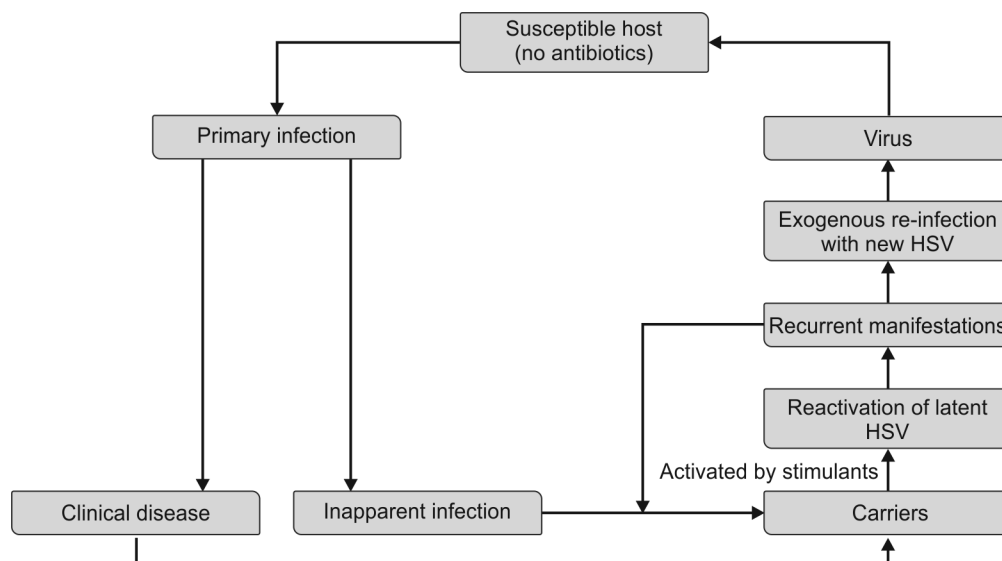 Susceptible host
(no antibiotics)
Primary infection
Virus
Exogenous re-infection
with new HSV
Recurrent manifestations
Reactivation of latent
HSV
Activated by stimulants
Clinical disease
Inapparent infection
Carriers